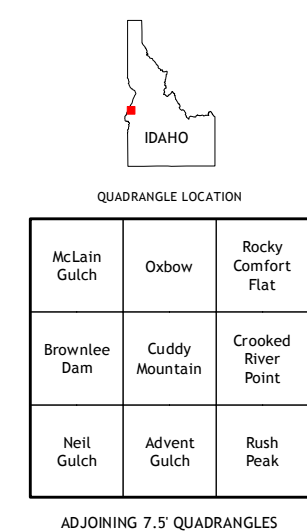 IDAHO
QUADRANGLE LOCATION
McLain
Gulch
Oxbow
Rocky
Comfort
Flat
Brownlee
Dam
Cuddy
Mountain
Crooked
River
Point
Neil
Gulch
Advent
Gulch
Rush
Peak
ADJOINING 7.5' QUADRANGLES